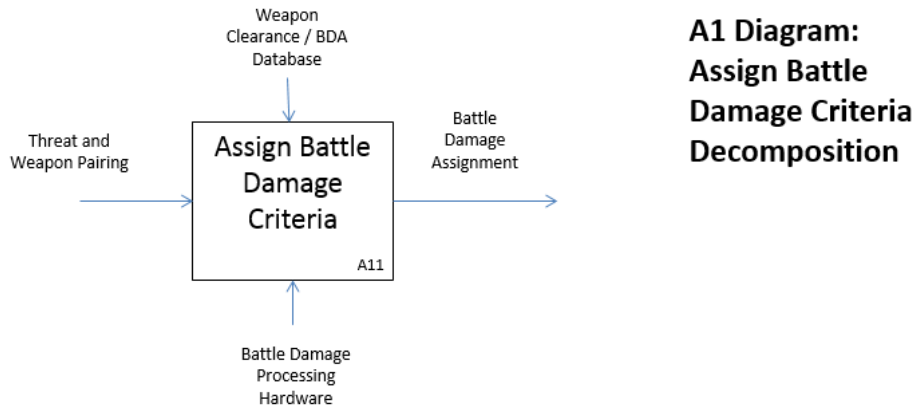 Weapon
Clearance / BDA
Database
A1 Diagram:
Assign Battle
Damage Criteria
Decomposition
Threat and
Weapon Pairing
Assign Battle
Damage
Criteria
A11
Battle
Damage
Assignment
Battle Damage
Processing
Hardware